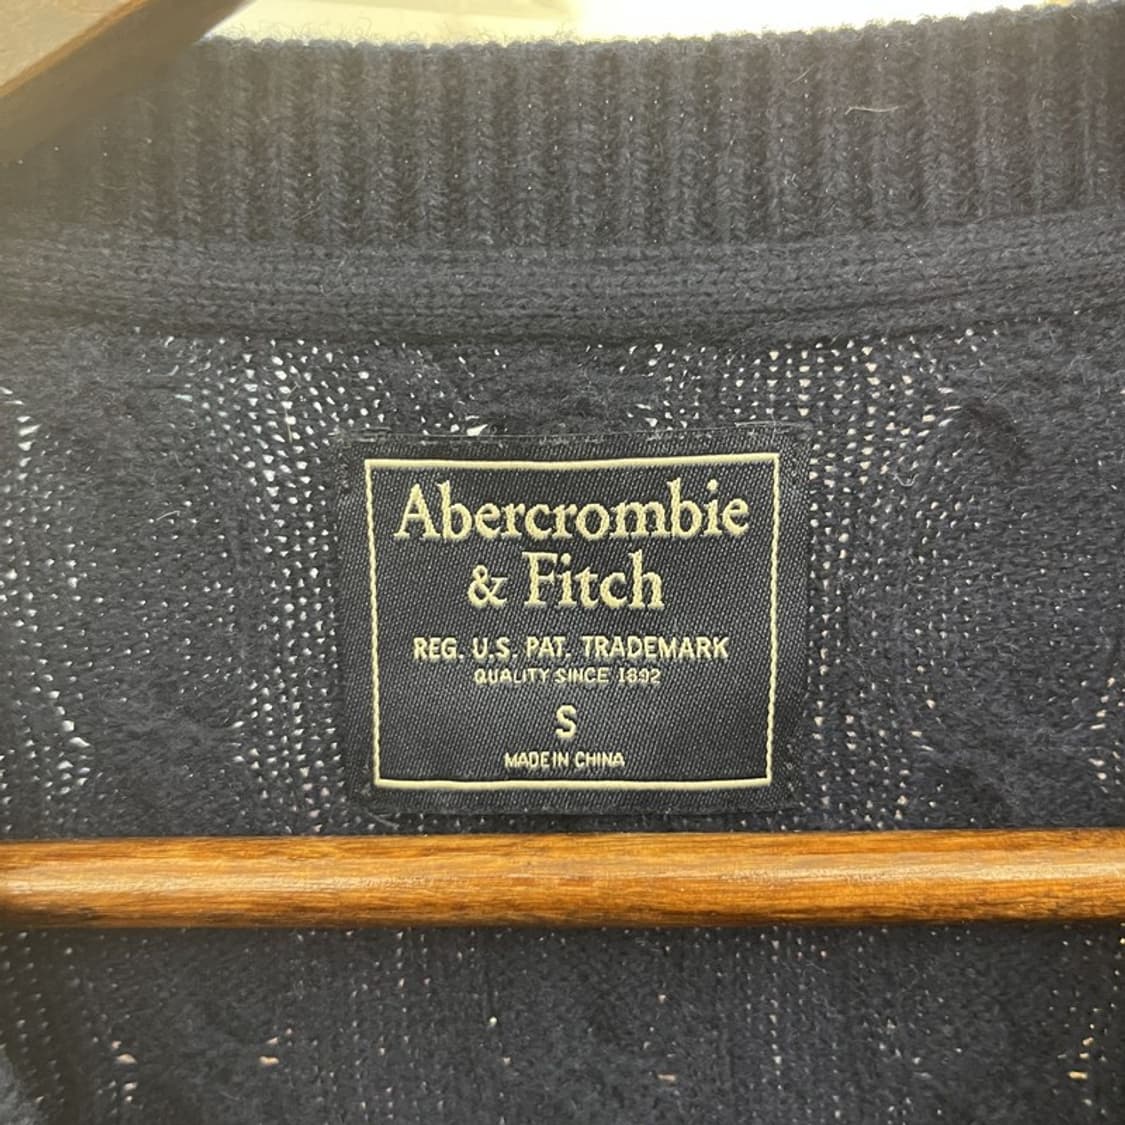 Abercrombie
& Fitch
REG. U.S. PAT. TRADEMARK
QUALITY SINCE 1892
S
MADE IN CHINA